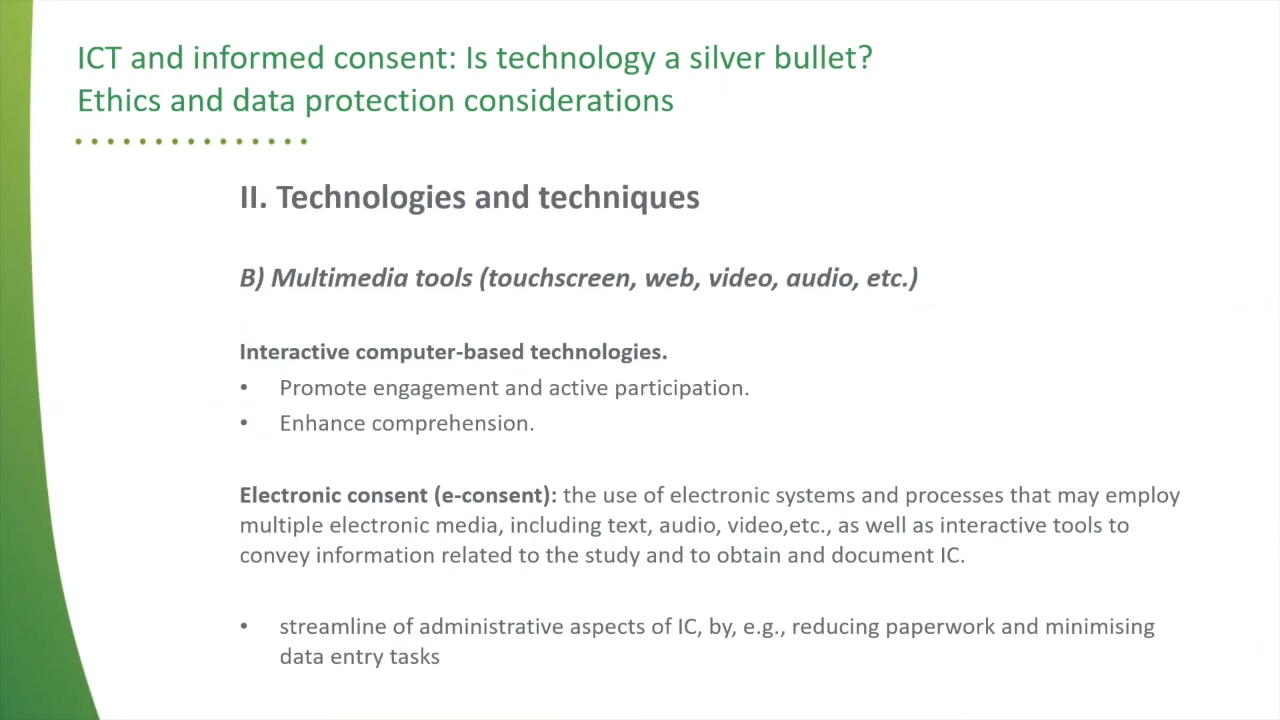 ICT and informed consent: Is technology a silver bullet?
Ethics and data protection considerations
II. Technologies and techniques
B) Multimedia tools (touchscreen, web, video, audio, etc.)
Interactive computer-based technologies.
• Promote engagement and active participation.
• Enhance comprehension.
Electronic consent (e-consent): the use of electronic systems and processes that may employ
multiple electronic media, including text, audio, video,etc., as well as interactive tools to
convey information related to the study and to obtain and document IC.
• streamline of administrative aspects of IC, by, e.g., reducing paperwork and minimising
data entry tasks